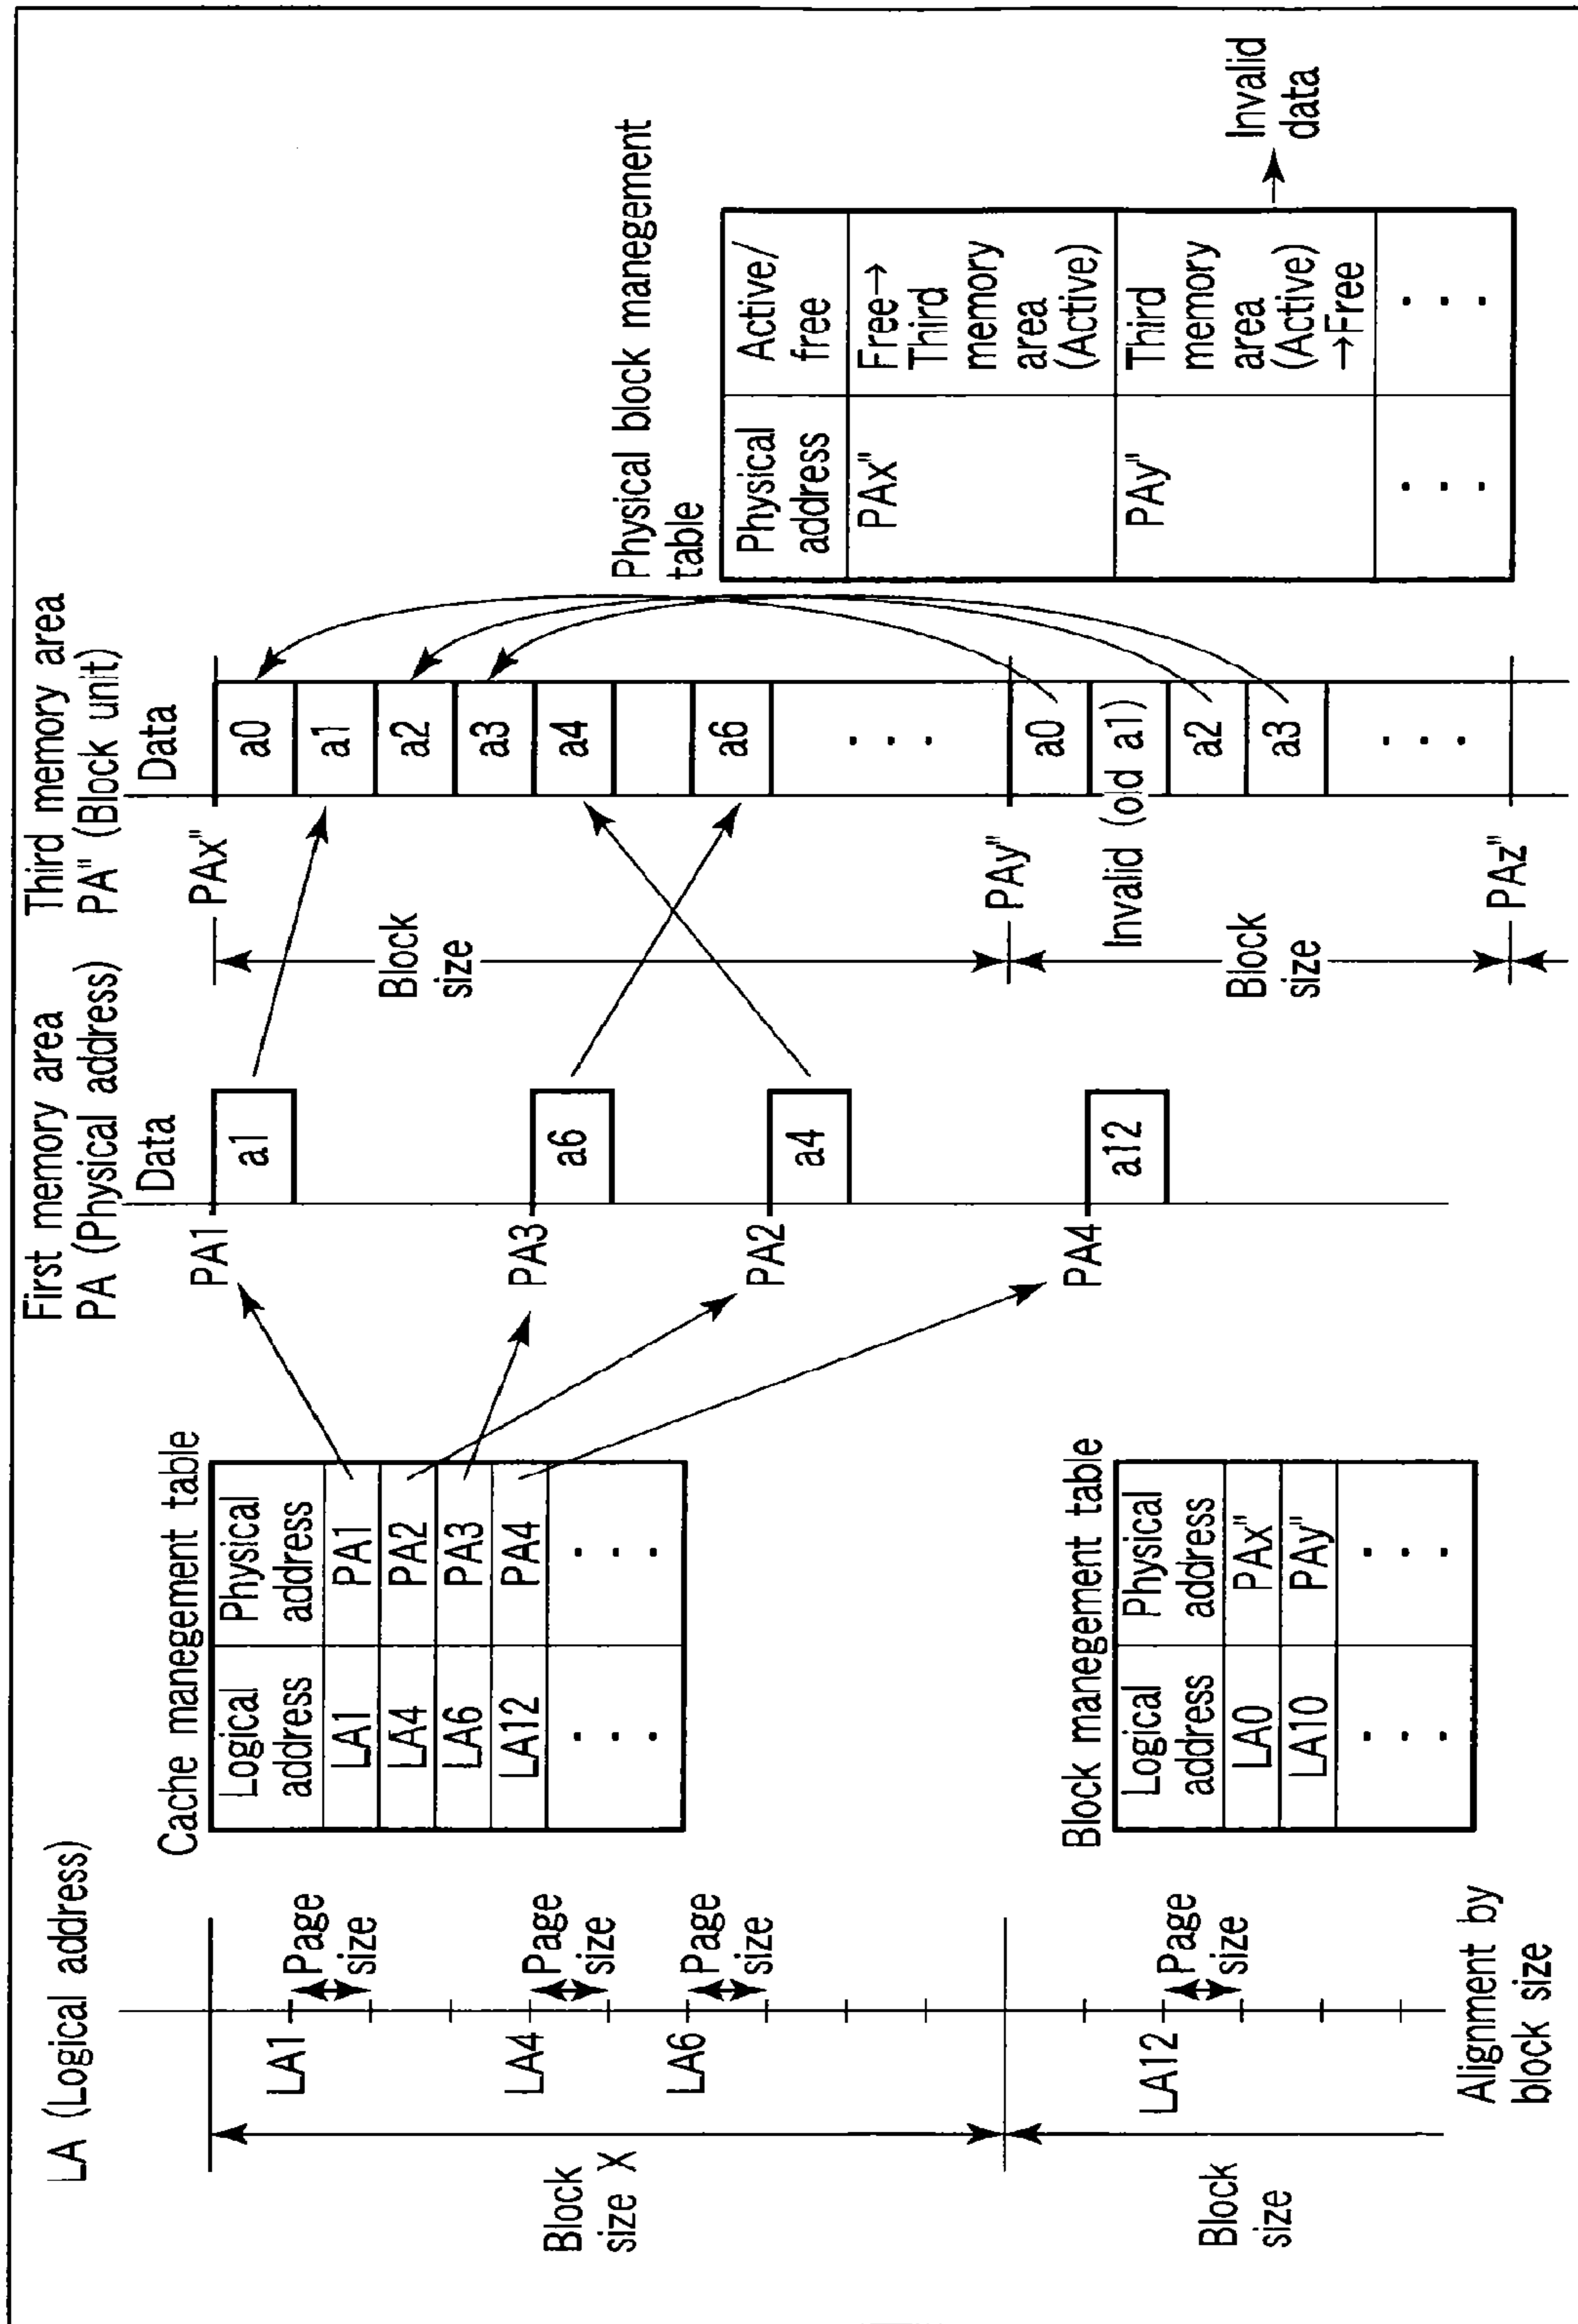 LA (Logical address)
LA1
Page
size
LA4
Page
size
LA6
Page
size
Block
size X
LA12
Page
size
Block
size
Alignment by
block size
Cache manegement table
Logical
address
Physical
address
LA1
PA1
LA4
PA2
LA6
PA3
LA12
PA4
Block manegement table
Logical
address
Physical
address
LA0
PAx"
LA10
PAy"
First memory area
PA (Physical address)
Data
PA1
a1
PA3
a6
PA2
a4
PA4
a12
Third memory area
PA" (Block unit)
Data
PAx"
Block
size
a0
a1
a2
a3
a4
a6
PAy"
Block
size
a0
Invalid (old a1)
a2
a3
PAz"
Physical block manegement
table
Physical
address
Active/
free
PAx"
Free→
Third
memory
area
(Active)
PAy"
Third
memory
area
(Active)
→Free
Invalid
data